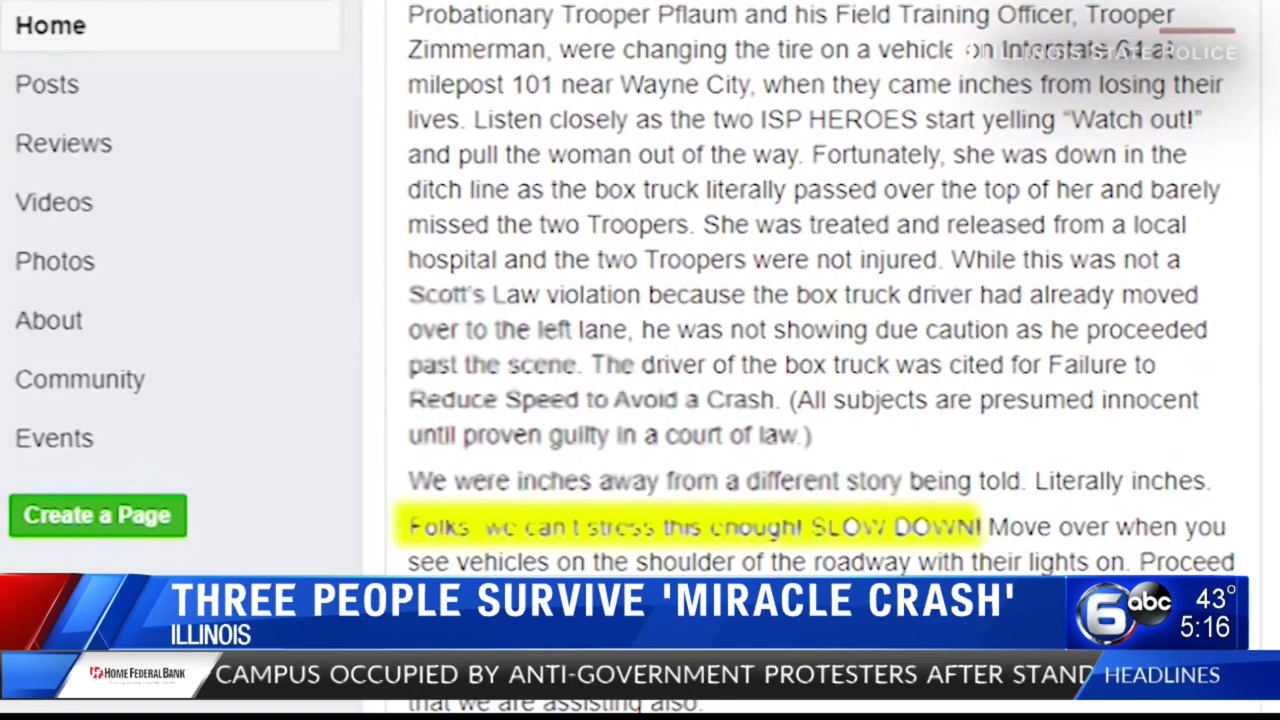 Home
Posts
Reviews
Videos
Photos
About
Community
Events
Create a Page
Probationary Trooper Pflaum and his Field Training Officer, Trooper
Zimmerman, were changing the tire on a vehicle on Interstate 64 at
ILLINOIS STATE POLICE
milepost 101 near Wayne City, when they came inches from losing their
lives. Listen closely as the two ISP HEROES start yelling “Watch out!”
and pull the woman out of the way. Fortunately, she was down in the
ditch line as the box truck literally passed over the top of her and barely
missed the two Troopers. She was treated and released from a local
hospital and the two Troopers were not injured. While this was not a
Scott's Law violation because the box truck driver had already moved
over to the left lane, he was not showing due caution as he proceeded
past the scene. The driver of the box truck was cited for Failure to
Reduce Speed to Avoid a Crash. (All subjects are presumed innocent
until proven guilty in a court of law.)
We were inches away from a different story being told. Literally inches.
Folks we can't stress this enough! SLOW DOWN! Move over when you
see vehicles on the shoulder of the roadway with their lights on. Proceed
THREE PEOPLE SURVIVE 'MIRACLE CRASH'
ILLINOIS
6 abc
43°
5:16
HOME FEDERAL BANK
CAMPUS OCCUPIED BY ANTI-GOVERNMENT PROTESTERS AFTER STAND
HEADLINES
that we are assisting also.